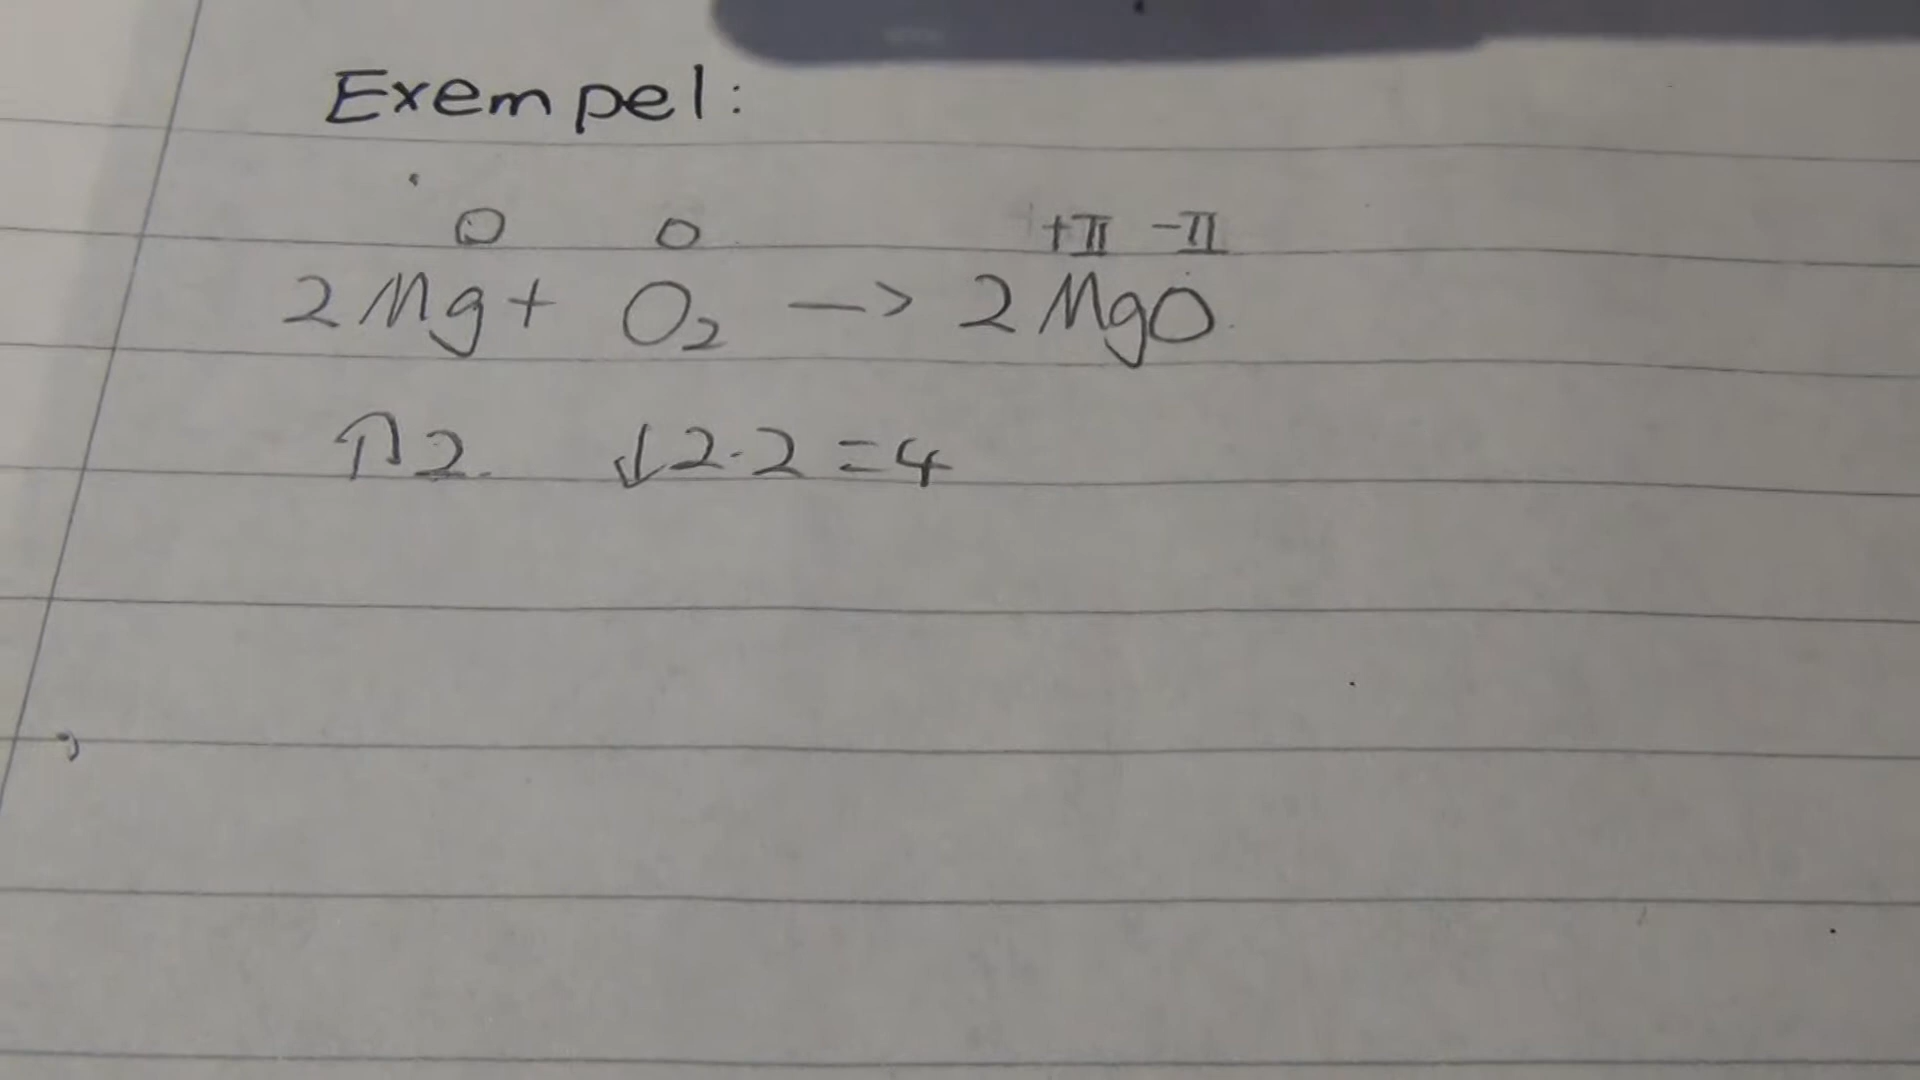 Exempel:
0 0 +II -II
2Mg + O₂ -> 2MgO
↑2 ↓2·2=4